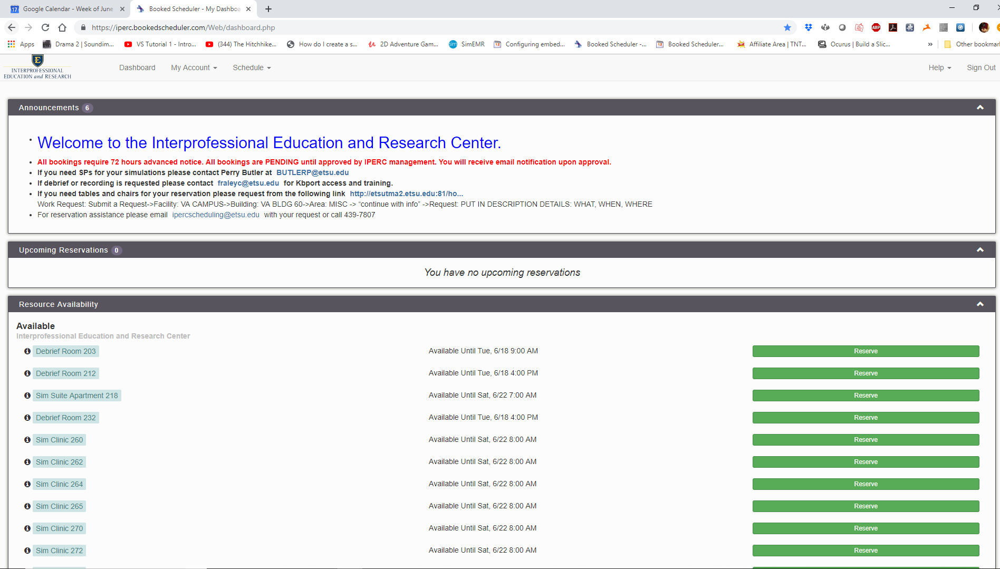 17 Google Calendar - Week of June
Booked Scheduler - My Dashboa
https://iperc.bookedscheduler.com/Web/dashboard.php
ABP
Apps
Drama 2 | Soundim...
VS Tutorial 1 - Intro...
(344) The Hitchhike...
How do I create a s...
2D Adventure Gam...
sim SimEMR
12 Configuring embed...
Booked Scheduler -...
12 Booked Scheduler...
Affiliate Area | TNT...
Ocurus | Build a Slic...
»
Other bookmar
E
INTERPROFESSIONAL
EDUCATION and RESEARCH
Dashboard
My Account
Schedule
Help
Sign Out
Announcements 6
• Welcome to the Interprofessional Education and Research Center.
• All bookings require 72 hours advanced notice. All bookings are PENDING until approved by IPERC management. You will receive email notification upon approval.
• If you need SPs for your simulations please contact Perry Butler at BUTLERP@etsu.edu
• If debrief or recording is requested please contact fraleyc@etsu.edu for Kbport access and training.
• If you need tables and chairs for your reservation please request from the following link http://etsutma2.etsu.edu:81/ho...
Work Request: Submit a Request->Facility: VA CAMPUS->Building: VA BLDG 60->Area: MISC -> “continue with info” ->Request: PUT IN DESCRIPTION DETAILS: WHAT, WHEN, WHERE
• For reservation assistance please email ipercscheduling@etsu.edu with your request or call 439-7807
Upcoming Reservations 0
You have no upcoming reservations
Resource Availability
Available
Interprofessional Education and Research Center
Debrief Room 203 Available Until Tue, 6/18 9:00 AM Reserve
Debrief Room 212 Available Until Tue, 6/18 4:00 PM Reserve
Sim Suite Apartment 218 Available Until Sat, 6/22 7:00 AM Reserve
Debrief Room 232 Available Until Tue, 6/18 4:00 PM Reserve
Sim Clinic 260 Available Until Sat, 6/22 8:00 AM Reserve
Sim Clinic 262 Available Until Sat, 6/22 8:00 AM Reserve
Sim Clinic 264 Available Until Sat, 6/22 8:00 AM Reserve
Sim Clinic 265 Available Until Sat, 6/22 8:00 AM Reserve
Sim Clinic 270 Available Until Sat, 6/22 8:00 AM Reserve
Sim Clinic 272 Available Until Sat, 6/22 8:00 AM Reserve